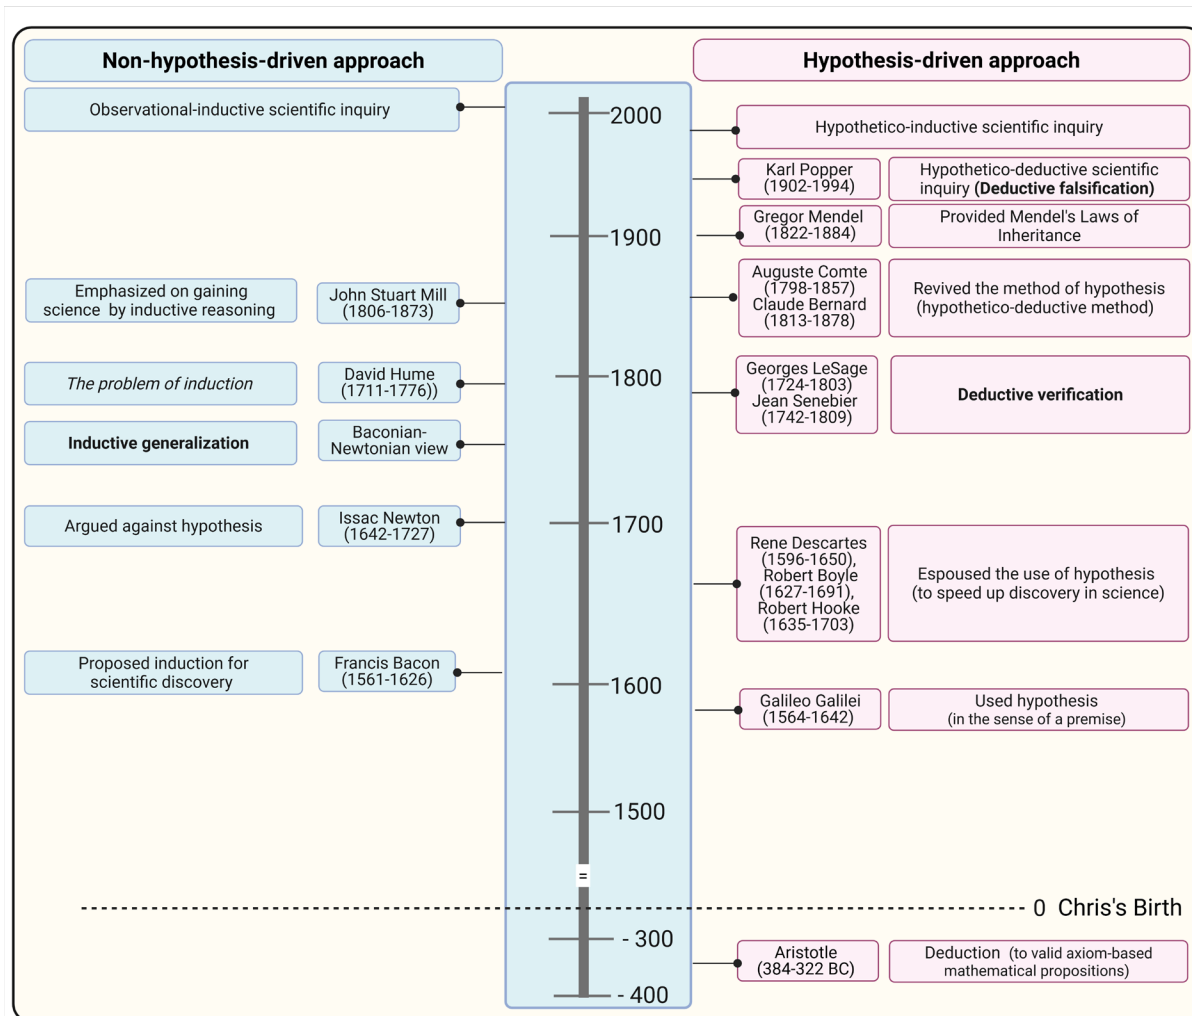 Non-hypothesis-driven approach
Hypothesis-driven approach
Observational-inductive scientific inquiry
2000
Hypothetico-inductive scientific inquiry
Karl Popper
(1902-1994)
Hypothetico-deductive scientific
inquiry (Deductive falsification)
Gregor Mendel
(1822-1884)
Provided Mendel's Laws of
Inheritance
1900
Emphasized on gaining
science by inductive reasoning
John Stuart Mill
(1806-1873)
Auguste Comte
(1798-1857)
Claude Bernard
(1813-1878)
Revived the method of hypothesis
(hypothetico-deductive method)
The problem of induction
David Hume
(1711-1776))
1800
Georges LeSage
(1724-1803)
Jean Senebier
(1742-1809)
Deductive verification
Inductive generalization
Baconian-
Newtonian view
Argued against hypothesis
Issac Newton
(1642-1727)
1700
Rene Descartes
(1596-1650),
Robert Boyle
(1627-1691),
Robert Hooke
(1635-1703)
Espoused the use of hypothesis
(to speed up discovery in science)
Proposed induction for
scientific discovery
Francis Bacon
(1561-1626)
1600
Galileo Galilei
(1564-1642)
Used hypothesis
(in the sense of a premise)
1500
=
0 Chris's Birth
- 300
Aristotle
(384-322 BC)
Deduction (to valid axiom-based
mathematical propositions)
- 400